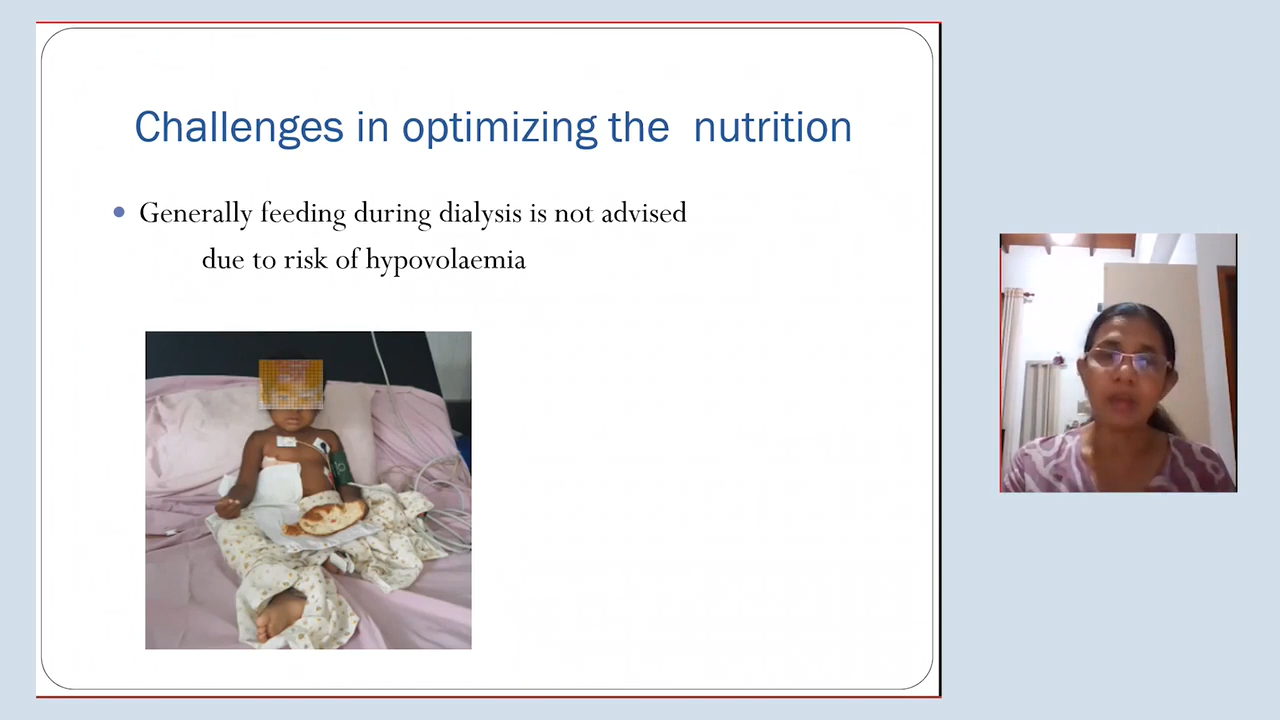 Challenges in optimizing the nutrition
Generally feeding during dialysis is not advised
due to risk of hypovolaemia